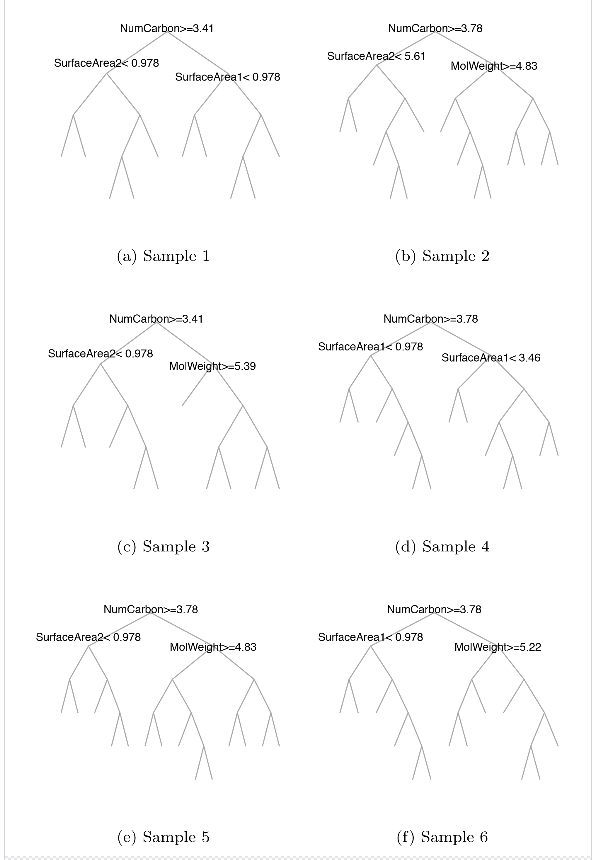 NumCarbon>=3.41
SurfaceArea2< 0.978
SurfaceArea1< 0.978
(a) Sample 1
NumCarbon>=3.78
SurfaceArea2< 5.61
MolWeight>=4.83
(b) Sample 2
NumCarbon>=3.41
SurfaceArea2< 0.978
MolWeight>=5.39
(c) Sample 3
NumCarbon>=3.78
SurfaceArea1< 0.978
SurfaceArea1< 3.46
(d) Sample 4
NumCarbon>=3.78
SurfaceArea2< 0.978
MolWeight>=4.83
(e) Sample 5
NumCarbon>=3.78
SurfaceArea1< 0.978
MolWeight>=5.22
(f) Sample 6